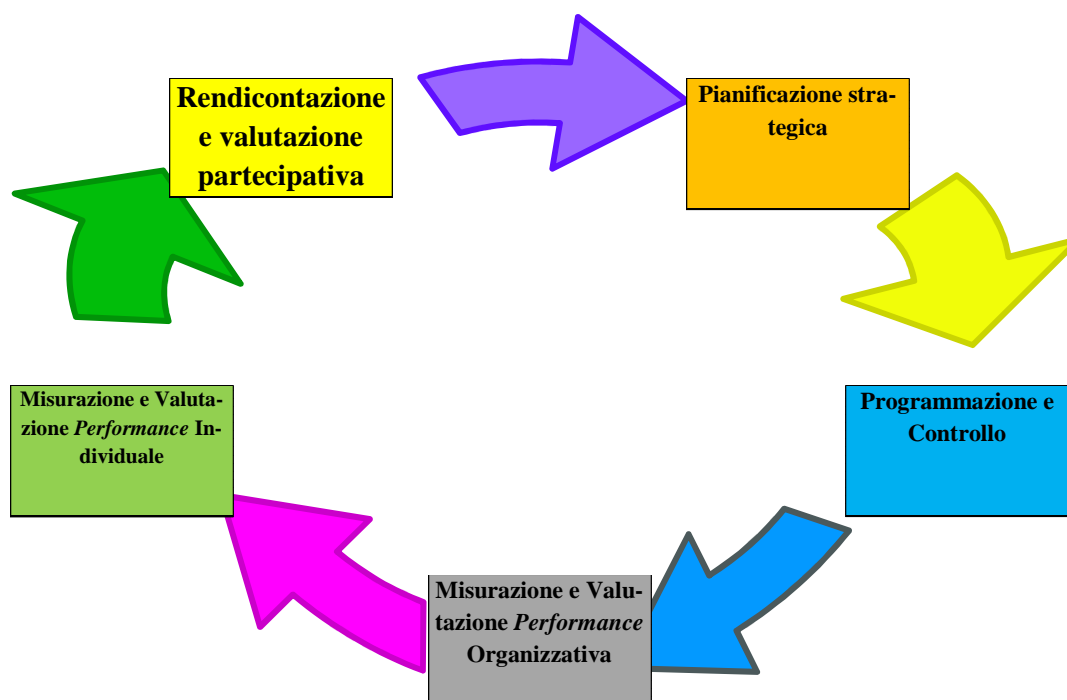 Rendicontazione
e valutazione
partecipativa
Pianificazione stra-
tegica
Programmazione e
Controllo
Misurazione e Valu-
tazione Performance
Organizzativa
Misurazione e Valuta-
zione Performance In-
dividuale